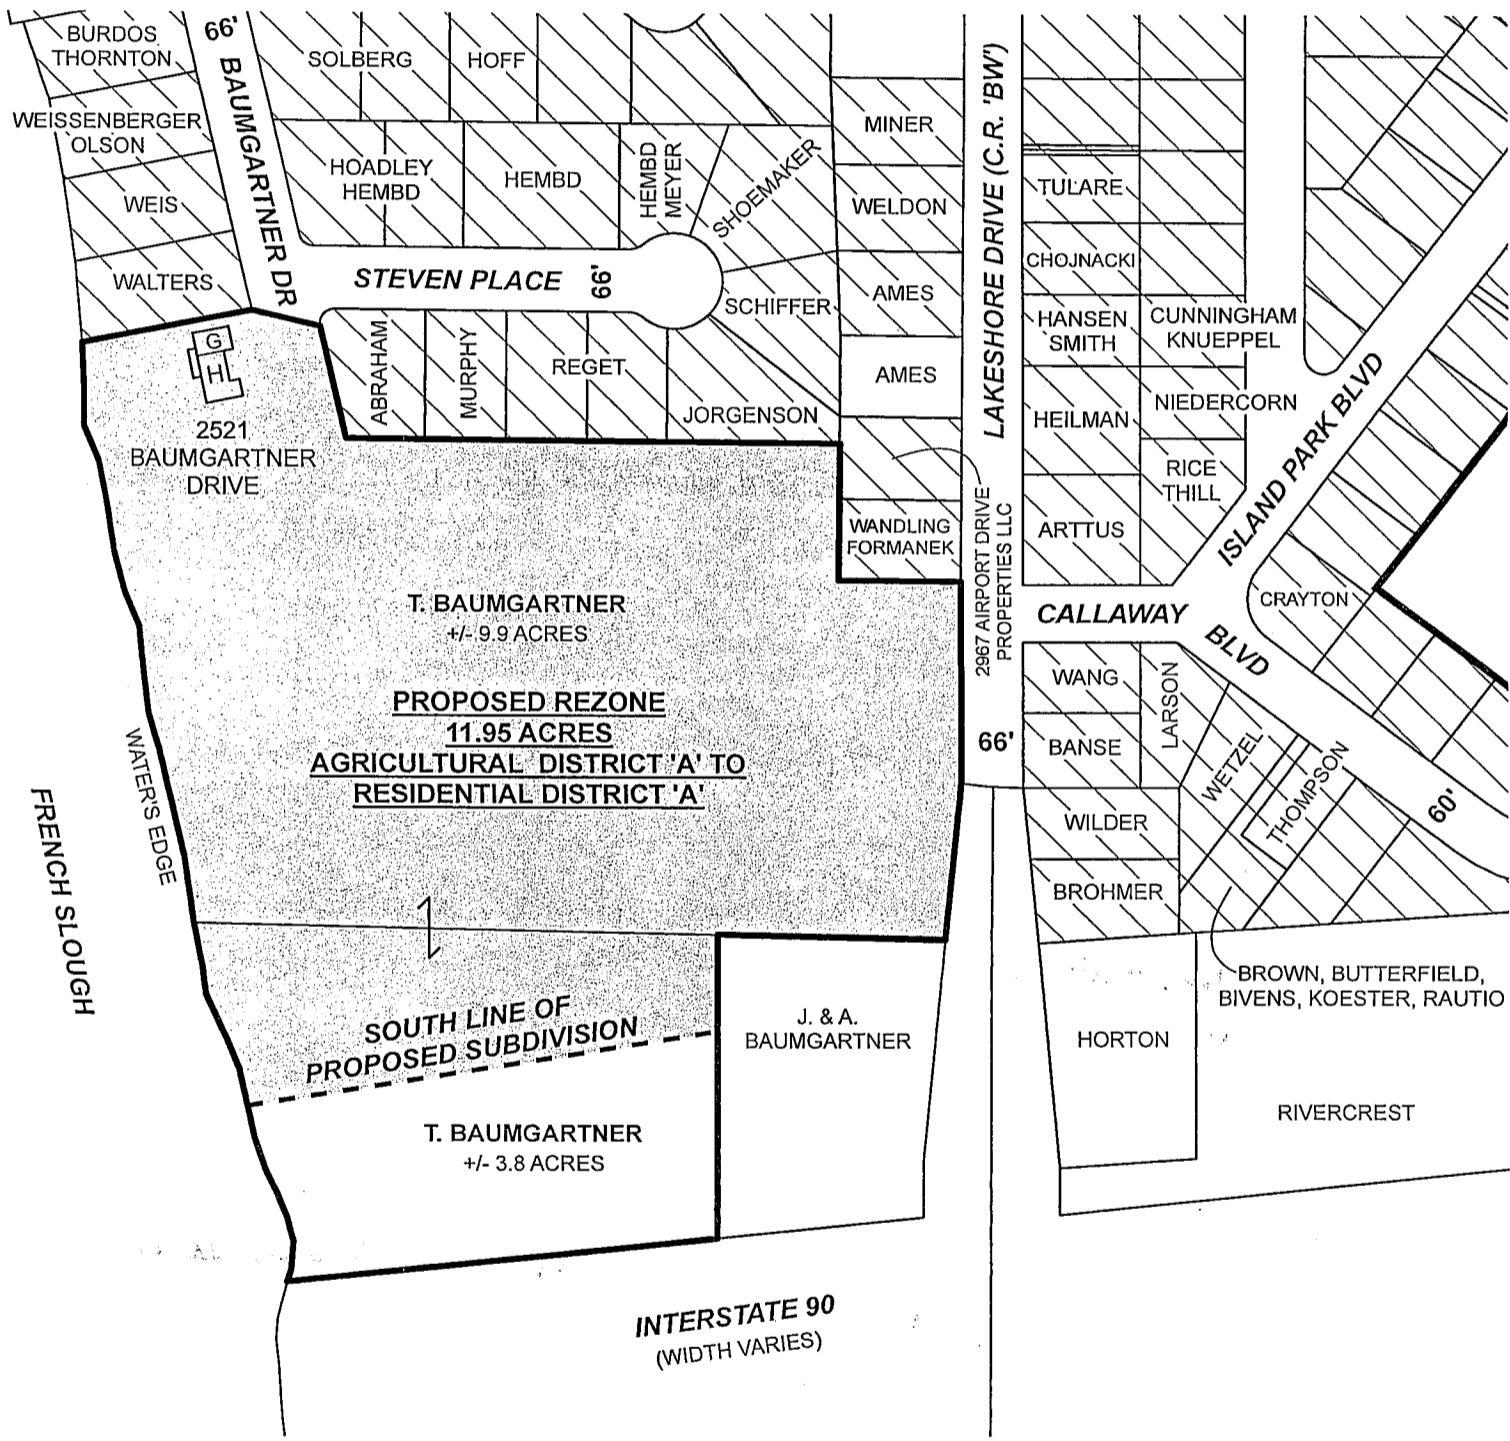 BURDOS
THORNTON
66'
BAUMGARTNER DR
SOLBERG
HOFF
WEISSENBERGER
OLSON
HOADLEY
HEMBD
HEMBD
HEMBD
MEYER
SHOEMAKER
MINER
WELDON
WEIS
WALTERS
STEVEN PLACE
66'
SCHIFFER
AMES
AMES
LAKESHORE DRIVE (C.R. 'BW')
TULARE
CHOJNACKI
HANSEN
SMITH
CUNNINGHAM
KNUEPPEL
G
H
ABRAHAM
MURPHY
REGET
JORGENSON
HEILMAN
NIEDERCORN
ISLAND PARK BLVD
2521
BAUMGARTNER
DRIVE
RICE
THILL
WANDLING
FORMANEK
2967 AIRPORT DRIVE
PROPERTIES LLC
ARTTUS
T. BAUMGARTNER
+/- 9.9 ACRES
CALLAWAY
BLVD
CRAYTON
PROPOSED REZONE
11.95 ACRES
AGRICULTURAL DISTRICT 'A' TO
RESIDENTIAL DISTRICT 'A'
WANG
LARSON
66'
BANSE
WETZEL
THOMPSON
60'
WATER'S EDGE
FRENCH SLOUGH
WILDER
BROHMER
BROWN, BUTTERFIELD,
BIVENS, KOESTER, RAUTIO
SOUTH LINE OF
PROPOSED SUBDIVISION
J. & A.
BAUMGARTNER
HORTON
RIVERCREST
T. BAUMGARTNER
+/- 3.8 ACRES
INTERSTATE 90
(WIDTH VARIES)